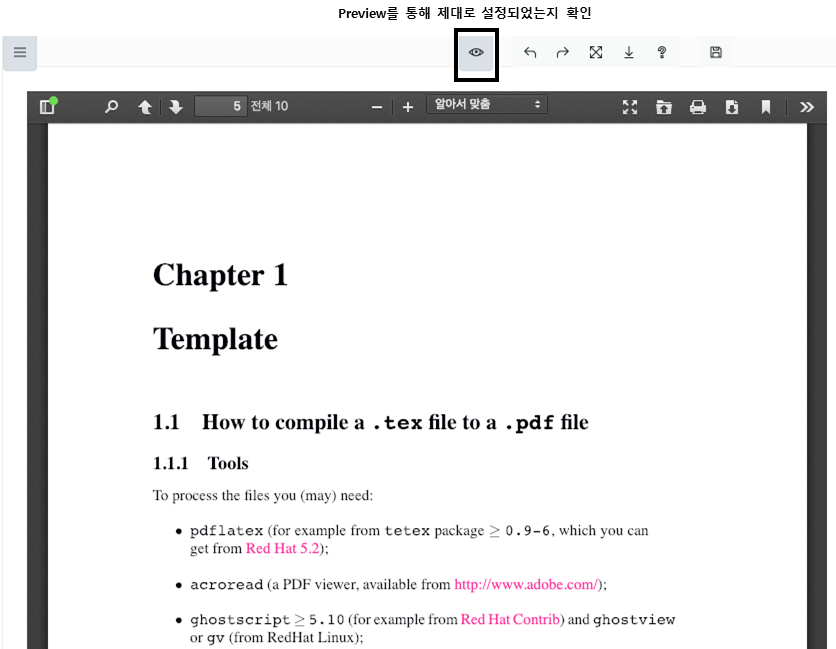 Preview를 통해 제대로 설정되었는지 확인
5 전체 10
알아서 맞춤
Chapter 1
Template
1.1 How to compile a .tex file to a .pdf file
1.1.1 Tools
To process the files you (may) need:
• pdflatex (for example from tetex package ≥ 0.9-6, which you can
get from Red Hat 5.2);
• acroread (a PDF viewer, available from http://www.adobe.com/);
• ghostscript ≥ 5.10 (for example from Red Hat Contrib) and ghostview
or gv (from RedHat Linux);